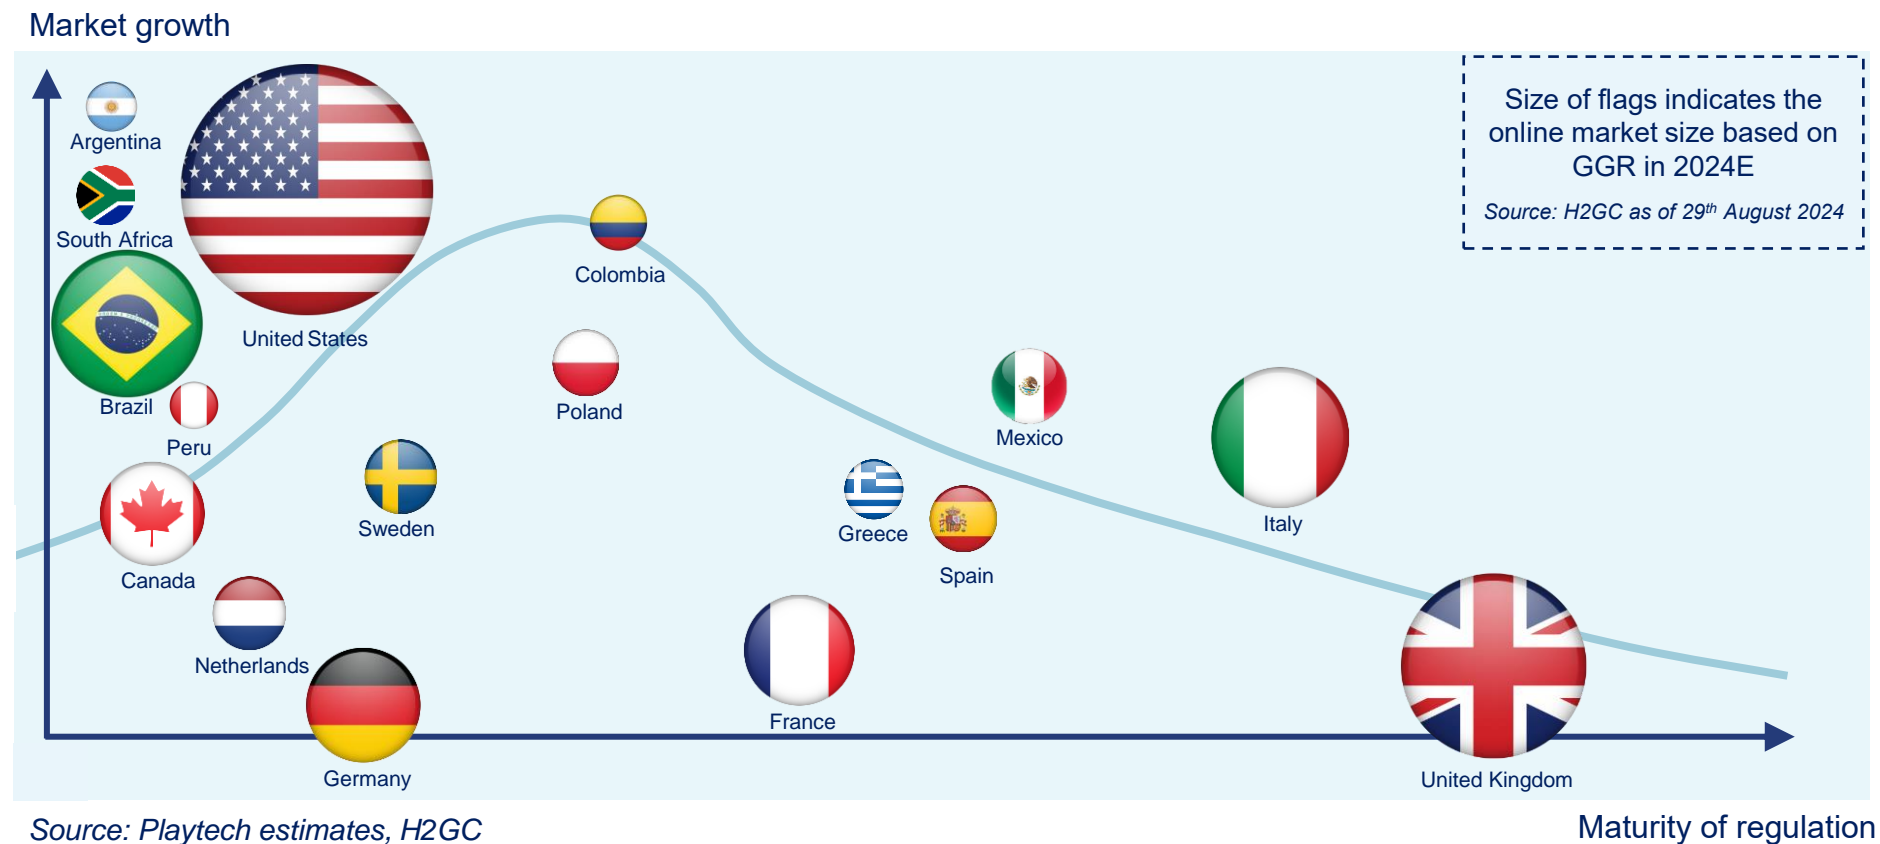 Market growth
Size of flags indicates the
online market size based on
GGR in 2024E
Source: H2GC as of 29th August 2024
Argentina
South Africa
United States
Colombia
Brazil
Poland
Peru
Mexico
Sweden
Greece
Italy
Canada
Spain
Netherlands
France
Germany
United Kingdom
Source: Playtech estimates, H2GC
Maturity of regulation